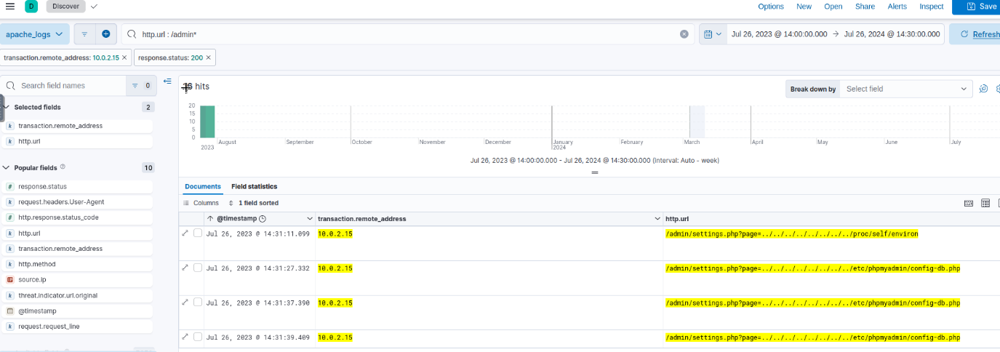 D Discover Options New Open Share Alerts Inspect Save
apache_logs http.url : /admin* Jul 26, 2023 @ 14:00:00.000 → Jul 26, 2024 @ 14:30:00.000 Refresh
transaction.remote_address: 10.0.2.15 × response.status: 200 ×
Search field names 0
hits
Break down by Select field
Selected fields 2
k transaction.remote_address
k http.url
Popular fields 10
# response.status
k request.headers.User-Agent
# http.response.status_code
k http.url
k transaction.remote_address
k http.method
IP source.ip
k threat.indicator.url.original
@timestamp
k request.request_line
20
15
10
5
0
August September October November December January February March April May June July
2023 2024
Jul 26, 2023 @ 14:00:00.000 - Jul 26, 2024 @ 14:30:00.000 (interval: Auto - week)
Documents Field statistics
Columns 1 field sorted
@timestamp transaction.remote_address http.url
Jul 26, 2023 @ 14:31:11.099 10.0.2.15 /admin/settings.php?page=../../../../../../../../proc/self/environ
Jul 26, 2023 @ 14:31:27.332 10.0.2.15 /admin/settings.php?page=../../../../../../../../etc/phpmyadmin/config-db.php
Jul 26, 2023 @ 14:31:37.390 10.0.2.15 /admin/settings.php?page=../../../../../../../../etc/phpmyadmin/config-db.php
Jul 26, 2023 @ 14:31:39.409 10.0.2.15 /admin/settings.php?page=../../../../../../../../etc/phpmyadmin/config-db.php